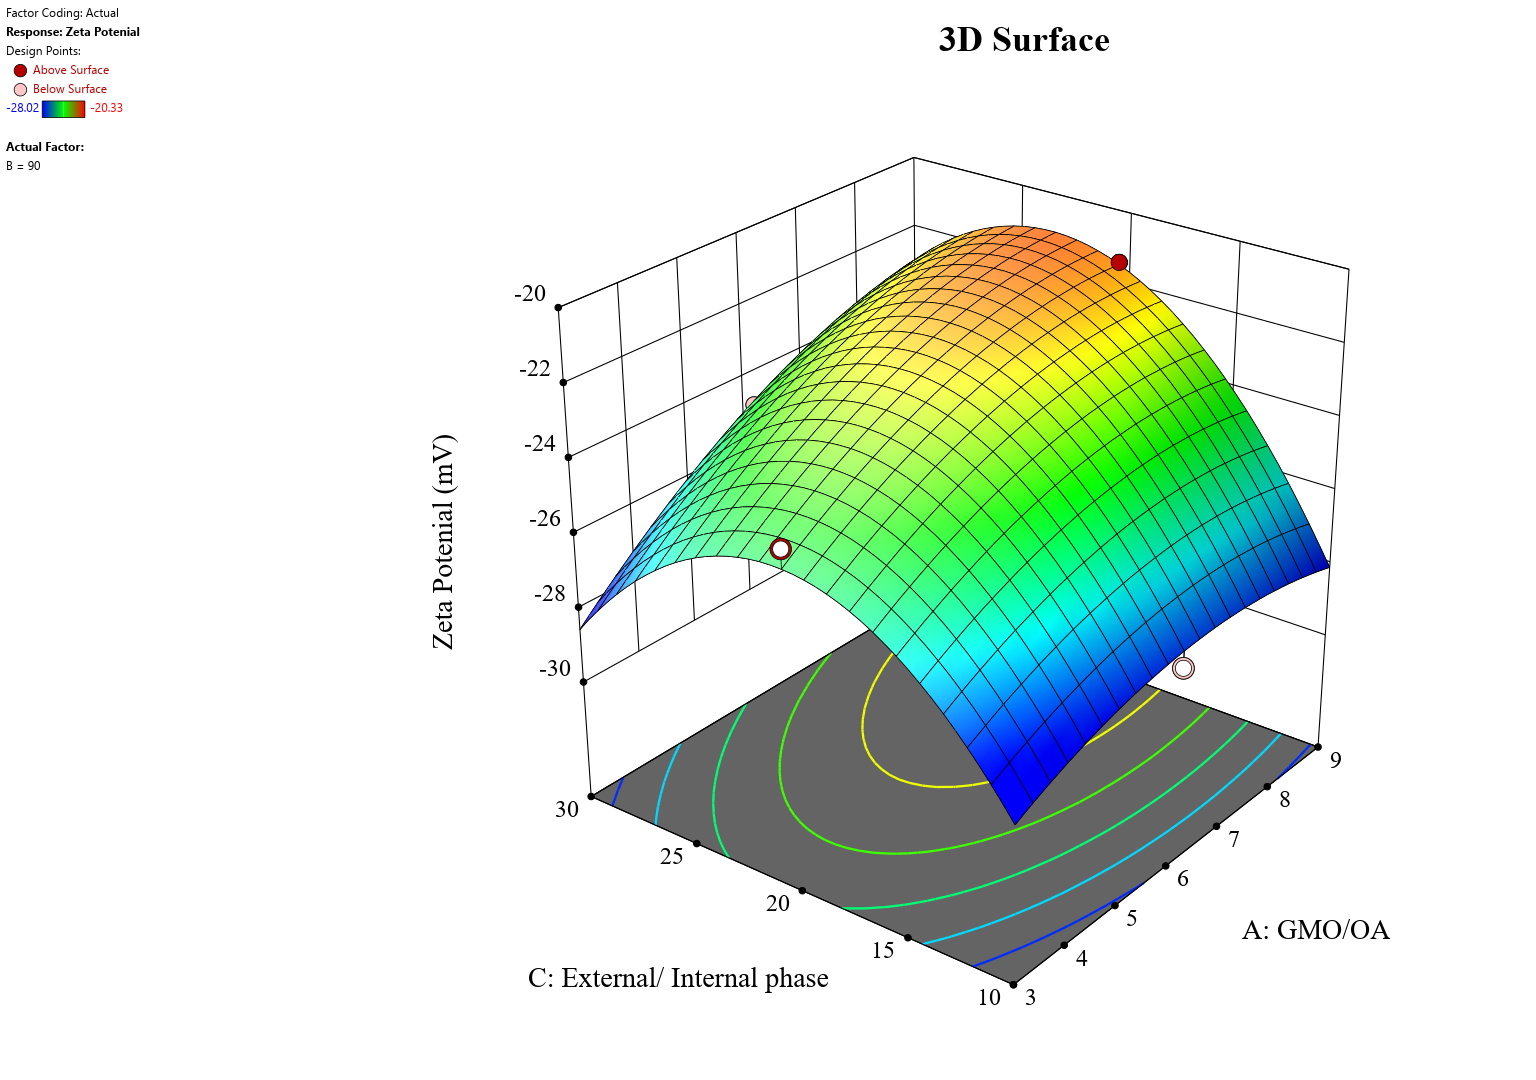 Factor Coding: Actual
Response: Zeta Potenial
Design Points:
Above Surface
Below Surface
-28.02 -20.33
Actual Factor:
B = 90
3D Surface
-20
-22
-24
-26
-28
-30
Zeta Potenial (mV)
30
25
20
15
10
3
4
5
6
7
8
9
C: External/ Internal phase
A: GMO/OA